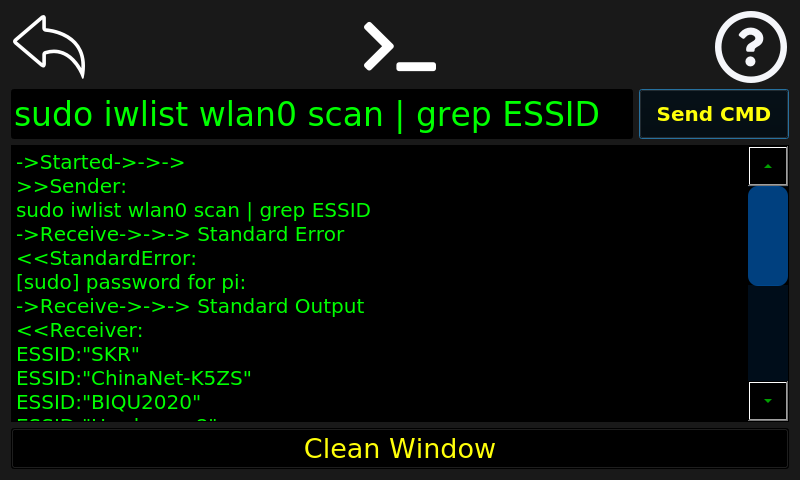 sudo iwlist wlan0 scan | grep ESSID
Send CMD
->Started->->->
>>Sender:
sudo iwlist wlan0 scan | grep ESSID
->Receive->->-> Standard Error
<<StandardError:
[sudo] password for pi:
->Receive->->-> Standard Output
<<Receiver:
ESSID:"SKR"
ESSID:"ChinaNet-K5ZS"
ESSID:"BIQU2020"
Clean Window